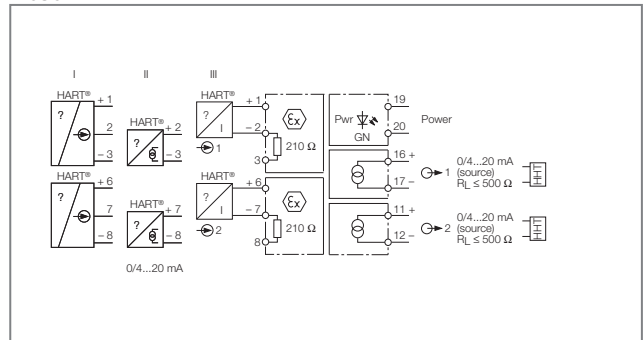 I II III
HART® HART® HART®
? + 1 ? + 1 19
2 + 2 I Pwr Power
? Ex GN 20
− 3 − 3 − 2
1 3 210 Ω
16 + 1 0/4...20 mA
(source)
17 − RL ≤ 500 Ω
HART® HART® HART®
? + 6 ? + 6
7 + 7 I Ex
? − 7
− 8 − 8 2 8 210 Ω
11 + 2 0/4...20 mA
(source)
12 − RL ≤ 500 Ω
0/4...20 mA